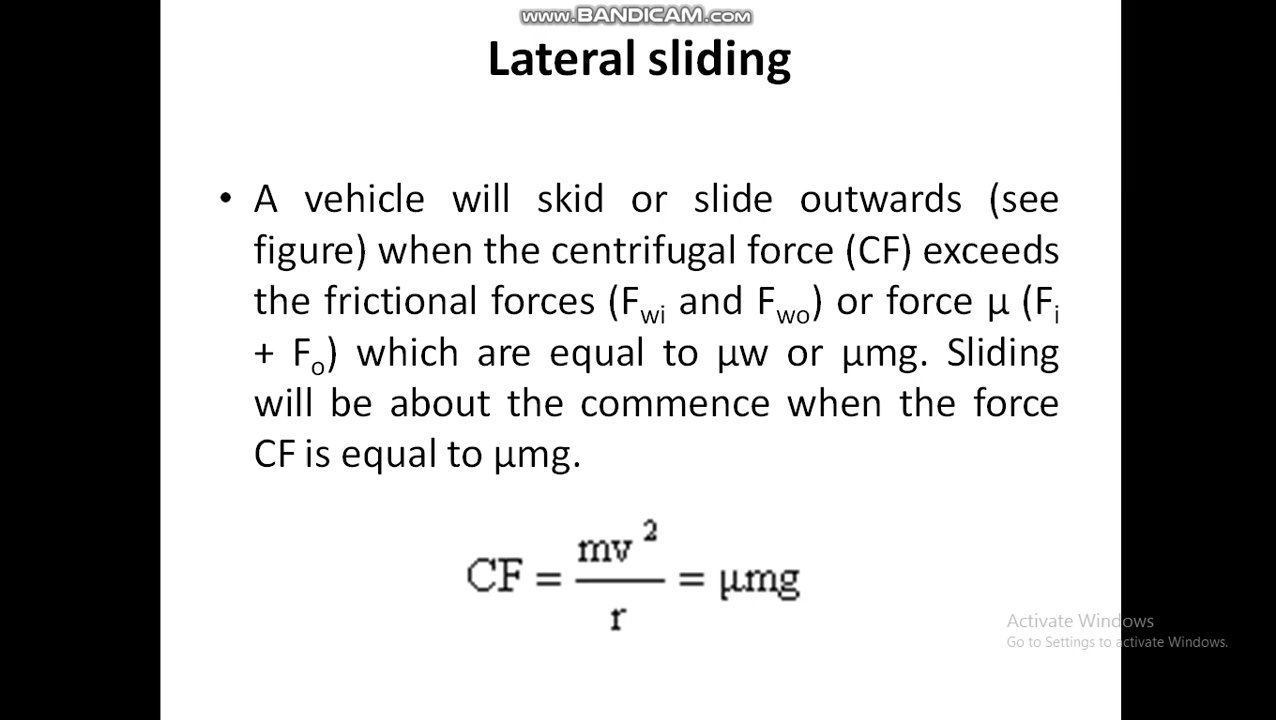 www.BANDICAM.com
Lateral sliding
• A vehicle will skid or slide outwards (see
figure) when the centrifugal force (CF) exceeds
the frictional forces (Fwi and Fwo) or force μ (Fi
+ Fo) which are equal to μw or μmg. Sliding
will be about the commence when the force
CF is equal to μmg.
CF = mv²/r = μmg
Activate Windows
Go to Settings to activate Windows.